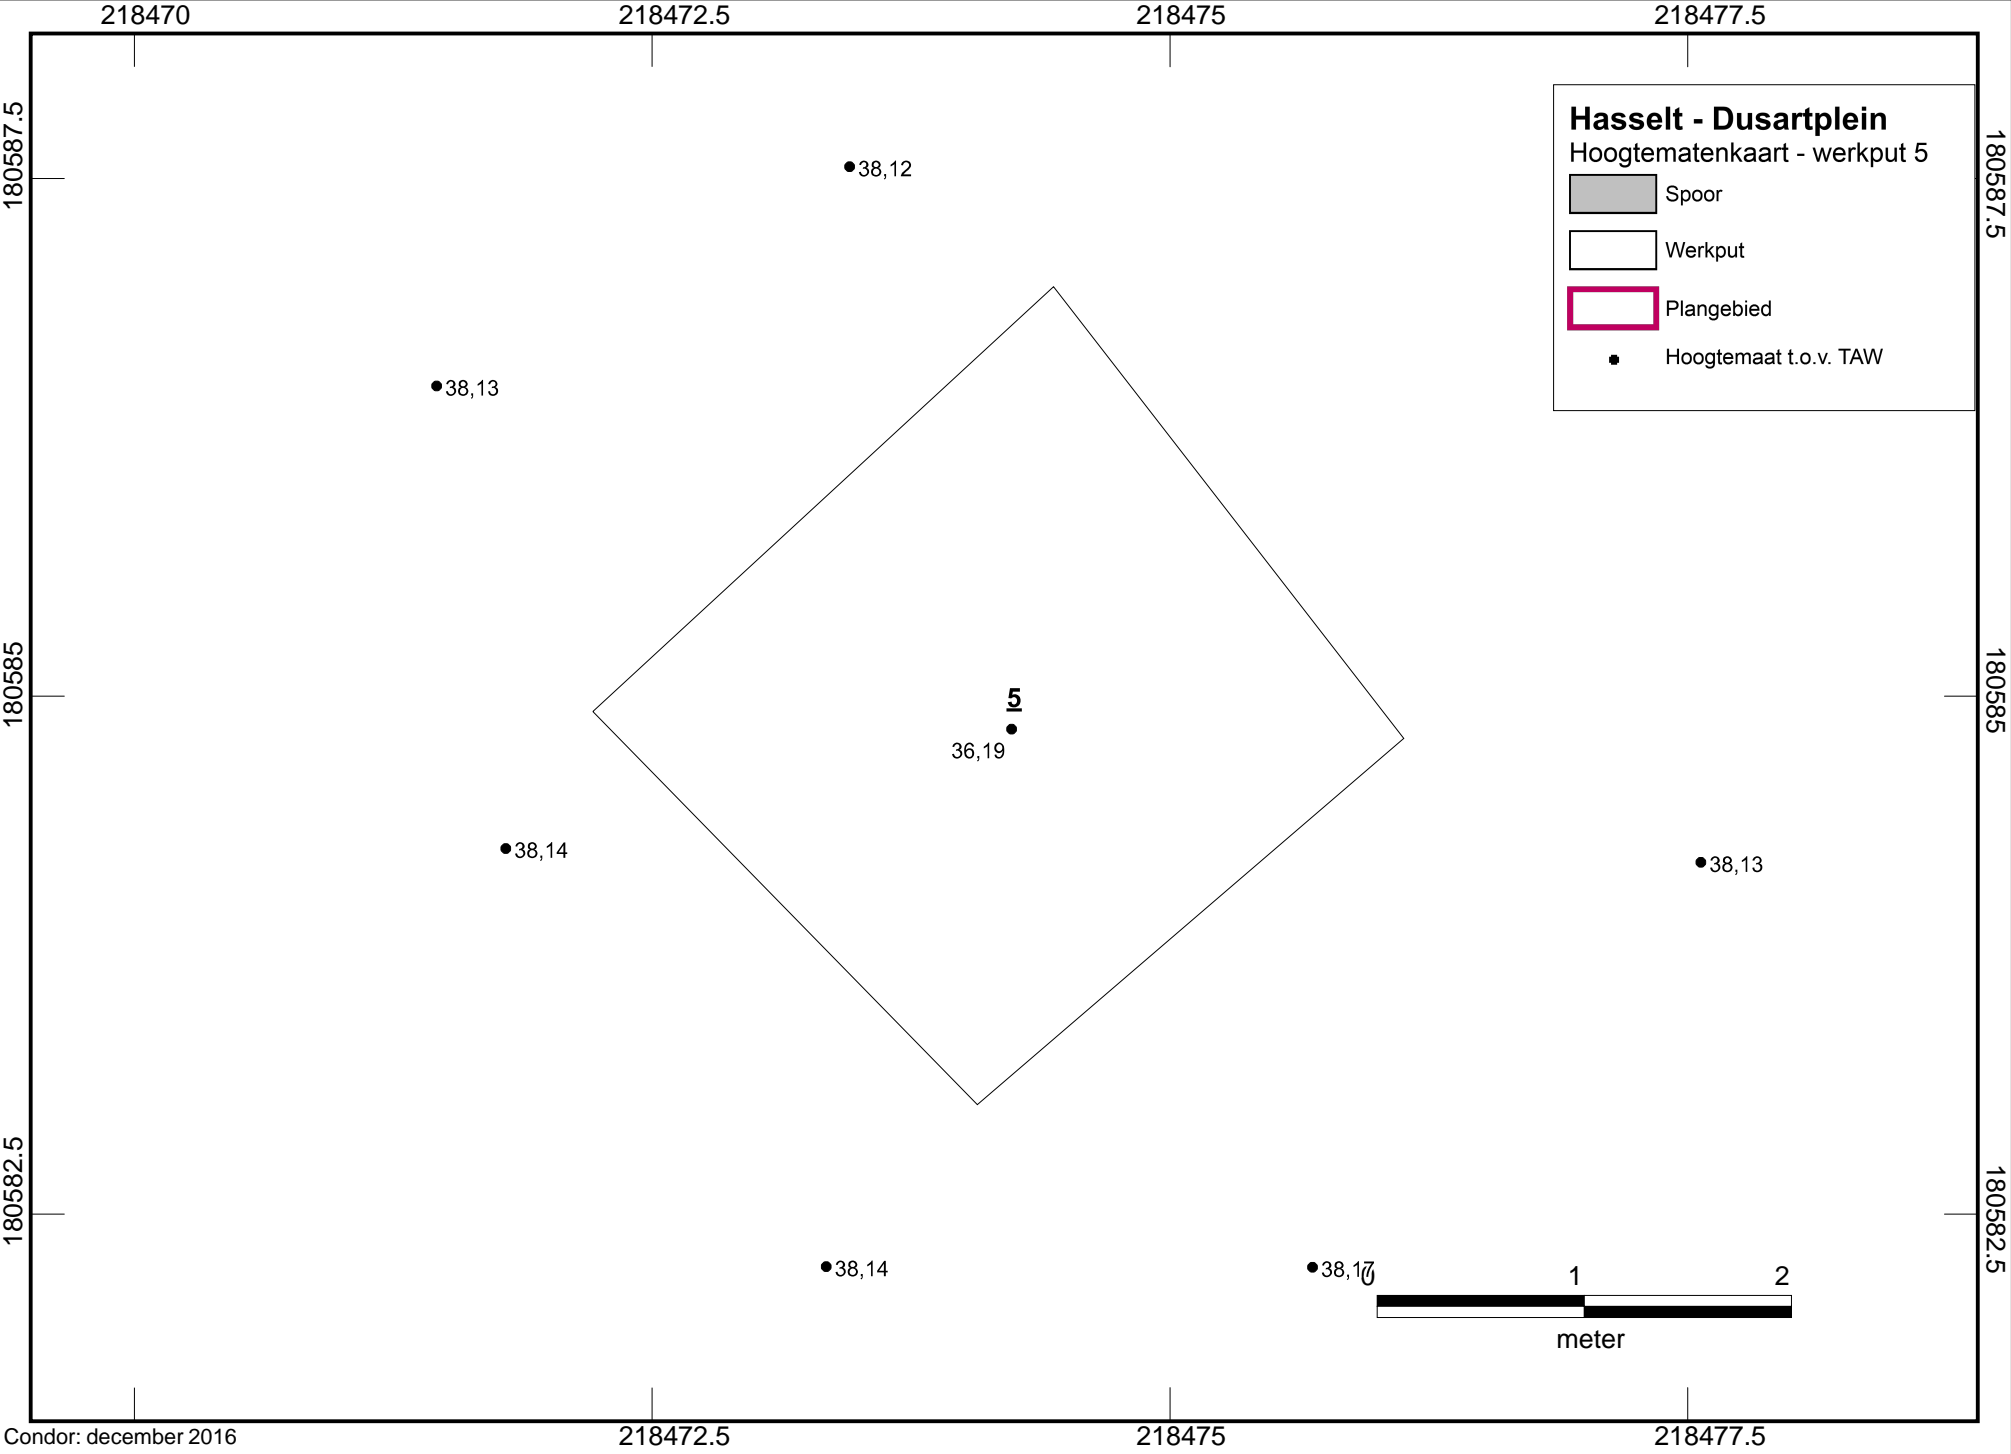 218470 218472.5 218475 218477.5
180587.5
180587.5
Hasselt - Dusartplein
Hoogtematenkaart - werkput 5
Spoor
Werkput
Plangebied
Hoogtemaat t.o.v. TAW
38,12
38,13
180585
180585
5
36,19
38,14
38,13
180582.5
180582.5
38,14
38,17
0 1 2
meter
218472.5 218475 218477.5
Condor: december 2016